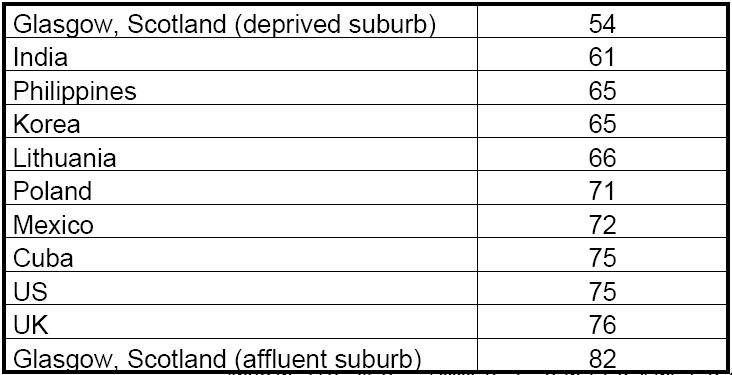 Glasgow, Scotland (deprived suburb) 54
India 61
Philippines 65
Korea 65
Lithuania 66
Poland 71
Mexico 72
Cuba 75
US 75
UK 76
Glasgow, Scotland (affluent suburb) 82